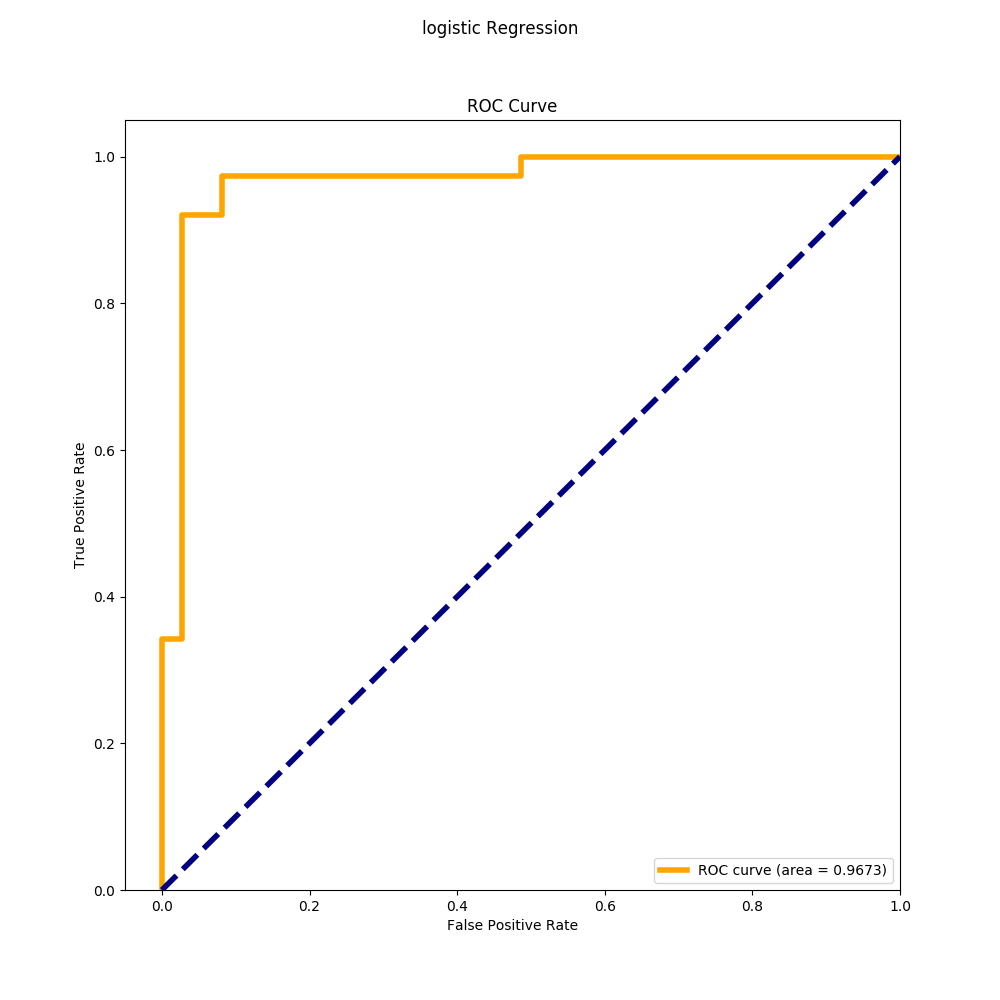 logistic Regression
ROC Curve
1.0
0.8
0.6
0.4
0.2
0.0
True Positive Rate
0.0 0.2 0.4 0.6 0.8 1.0
False Positive Rate
ROC curve (area = 0.9673)